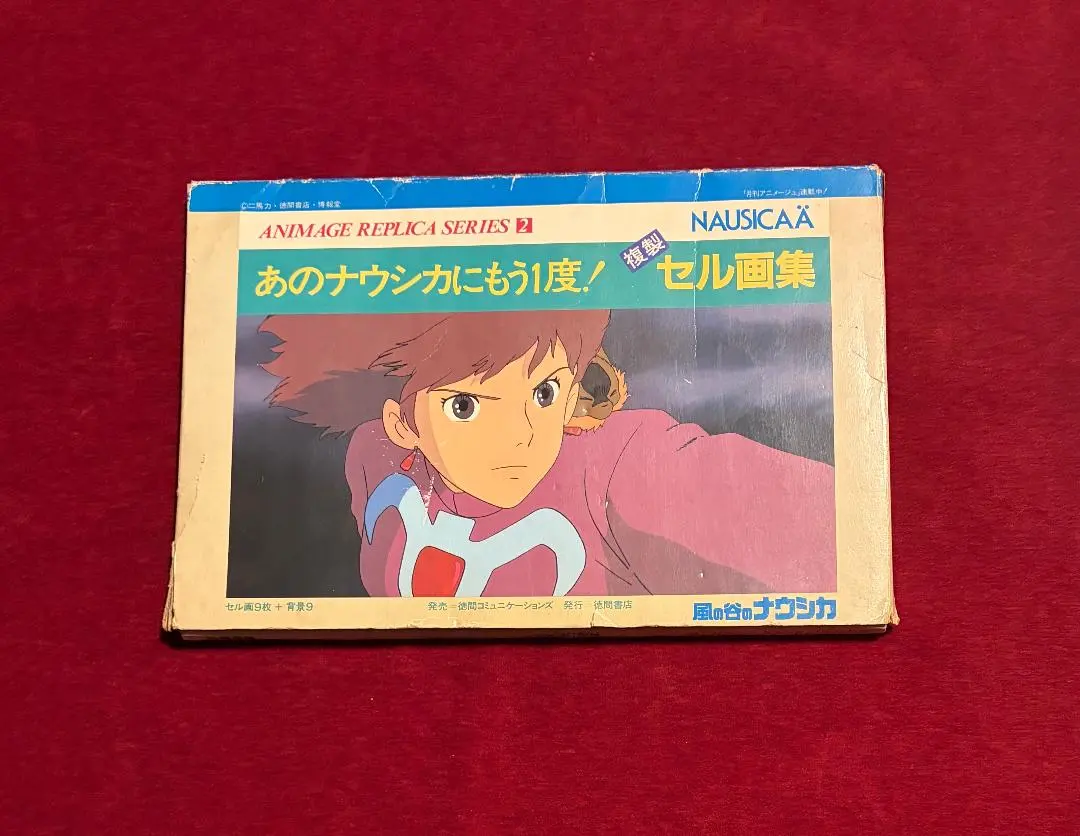 ©二馬力・徳間書店・博報堂
「月刊アニメージュ」連載中!
ANIMAGE REPLICA SERIES 2
NAUSICAÄ
あのナウシカにもう1度!
複製
セル画集
セル画9枚+背景9
発売=徳間コミュニケーションズ 発行 徳間書店
風の谷のナウシカ